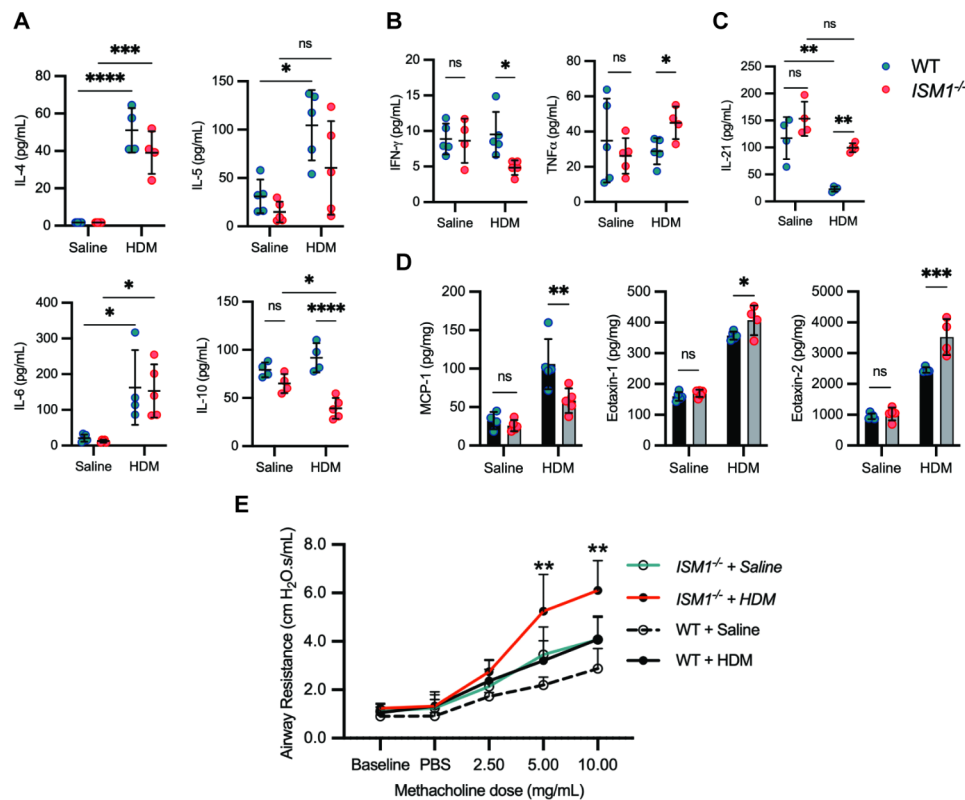 A
B
C
***
****
60
40
20
0
IL-4 (pg/mL)
Saline
HDM
ns
*
150
100
50
0
IL-5 (pg/mL)
Saline
HDM
ns
*
20
15
10
5
0
IFN-γ (pg/mL)
Saline
HDM
ns
*
80
60
40
20
0
TNFα (pg/mL)
Saline
HDM
ns
**
ns
**
200
150
100
50
0
IL-21 (pg/mL)
Saline
HDM
WT
ISM1-/-
*
*
400
300
200
100
0
IL-6 (pg/mL)
Saline
HDM
*
ns
****
150
100
50
0
IL-10 (pg/mL)
Saline
HDM
D
**
ns
200
150
100
50
MCP-1 (pg/mg)
Saline
HDM
*
ns
600
400
200
0
Eotaxin-1 (pg/mg)
Saline
HDM
***
ns
5000
4000
3000
2000
1000
0
Eotaxin-2 (pg/mg)
Saline
HDM
E
8.0
6.0
4.0
2.0
0.0
Airway Resistance (cm H2O.s/mL)
**
**
ISM1-/- + Saline
ISM1-/- + HDM
WT + Saline
WT + HDM
Baseline
PBS
2.50
5.00
10.00
Methacholine dose (mg/mL)